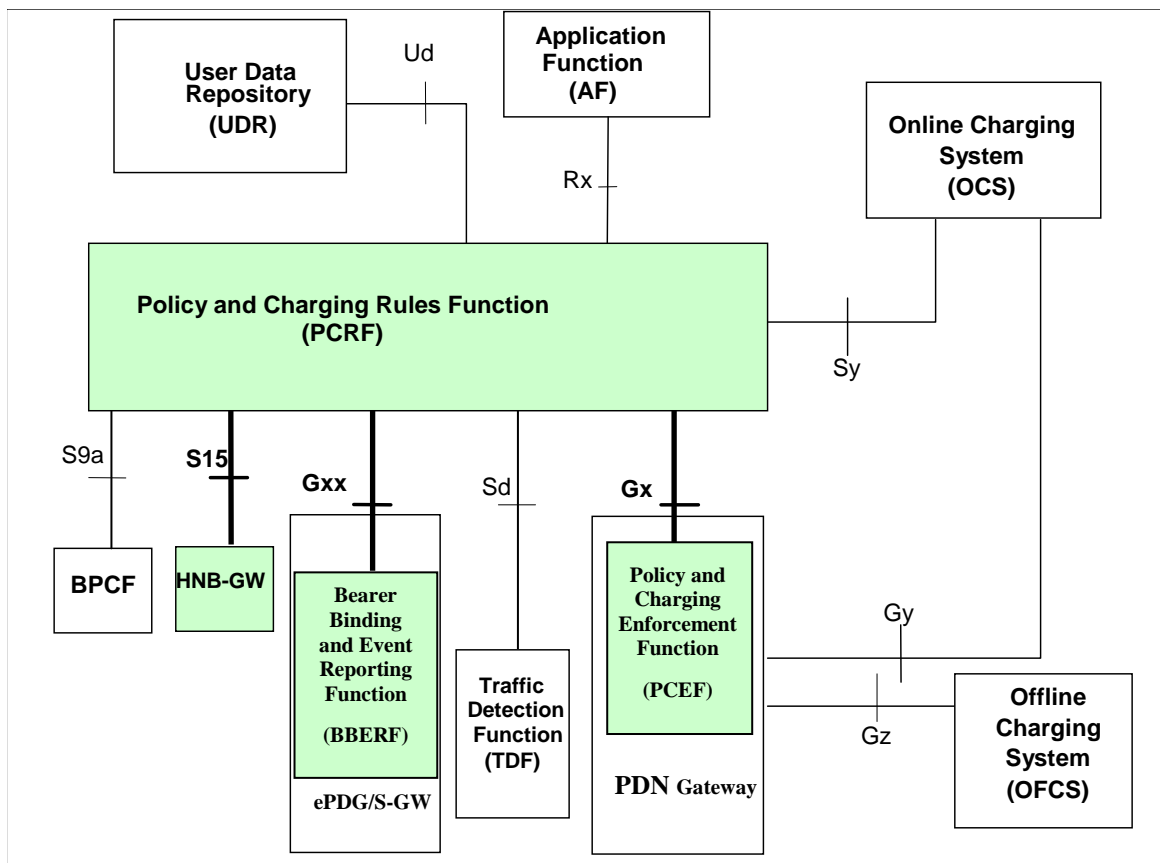 User Data
Repository
(UDR)
Ud
Application
Function
(AF)
Rx
Online Charging
System
(OCS)
Policy and Charging Rules Function
(PCRF)
Sy
S9a
S15
Gxx
Sd
Gx
BPCF
HNB-GW
Bearer
Binding
and Event
Reporting
Function
(BBERF)
ePDG/S-GW
Traffic
Detection
Function
(TDF)
Policy and
Charging
Enforcement
Function
(PCEF)
PDN Gateway
Gy
Gz
Offline
Charging
System
(OFCS)